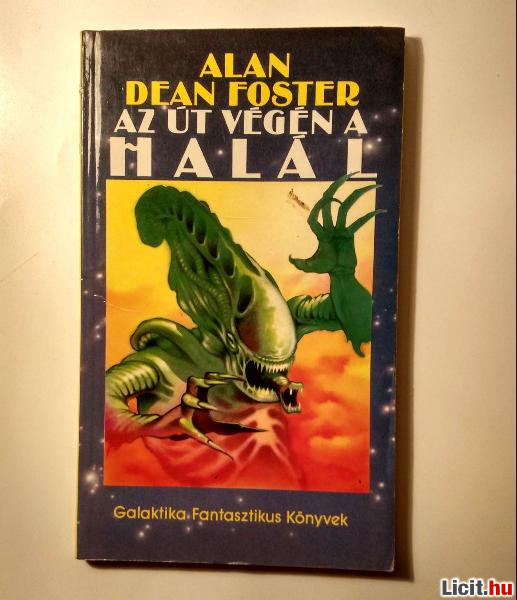 ALAN
DEAN FOSTER
AZ ÚT VÉGÉN A
HALÁL
Galaktika Fantasztikus Könyvek
Licit.hu